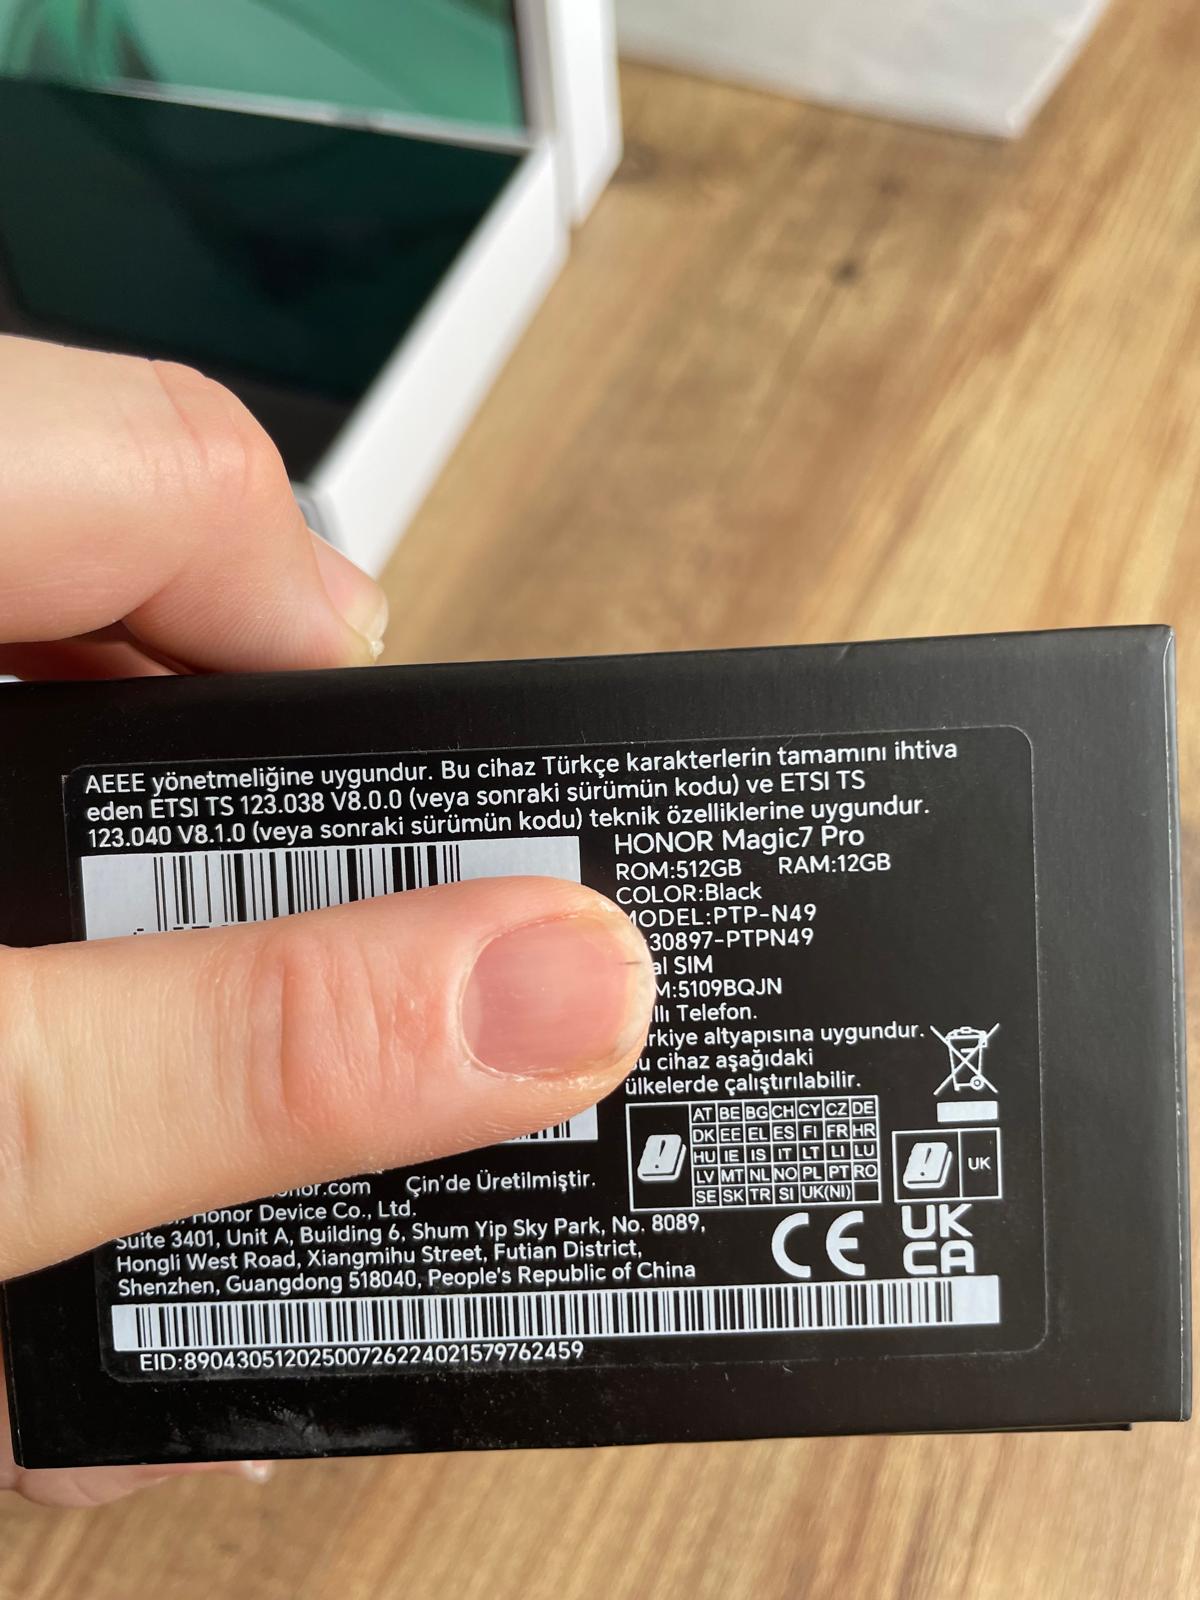 AEEE yönetmeliğine uygundur. Bu cihaz Türkçe karakterlerin tamamını ihtiva
eden ETSI TS 123.038 V8.0.0 (veya sonraki sürümün kodu) ve ETSI TS
123.040 V8.1.0 (veya sonraki sürümün kodu) teknik özelliklerine uygundur.
HONOR Magic7 Pro
ROM:512GB RAM:12GB
COLOR:Black
MODEL:PTP-N49
30897-PTPN49
SIM
5109BQJN
Telefon.
altyapısına uygundur.
cihaz aşağıdaki
ülkelerde çalıştırılabilir.
AT BE BG CH CY CZ DE
DK EE EL ES FI FR HR
HU IE IS IT LT LI LU
LV MT NL NO PL PT RO
SE SK TR SI UK(NI)
UK
Çin'de Üretilmiştir.
Honor Device Co., Ltd.
Suite 3401, Unit A, Building 6, Shum Yip Sky Park, No. 8089,
Hongli West Road, Xiangmihu Street, Futian District,
Shenzhen, Guangdong 518040, People's Republic of China
CE
UK
CA
EID:89043051202500726224021579762459